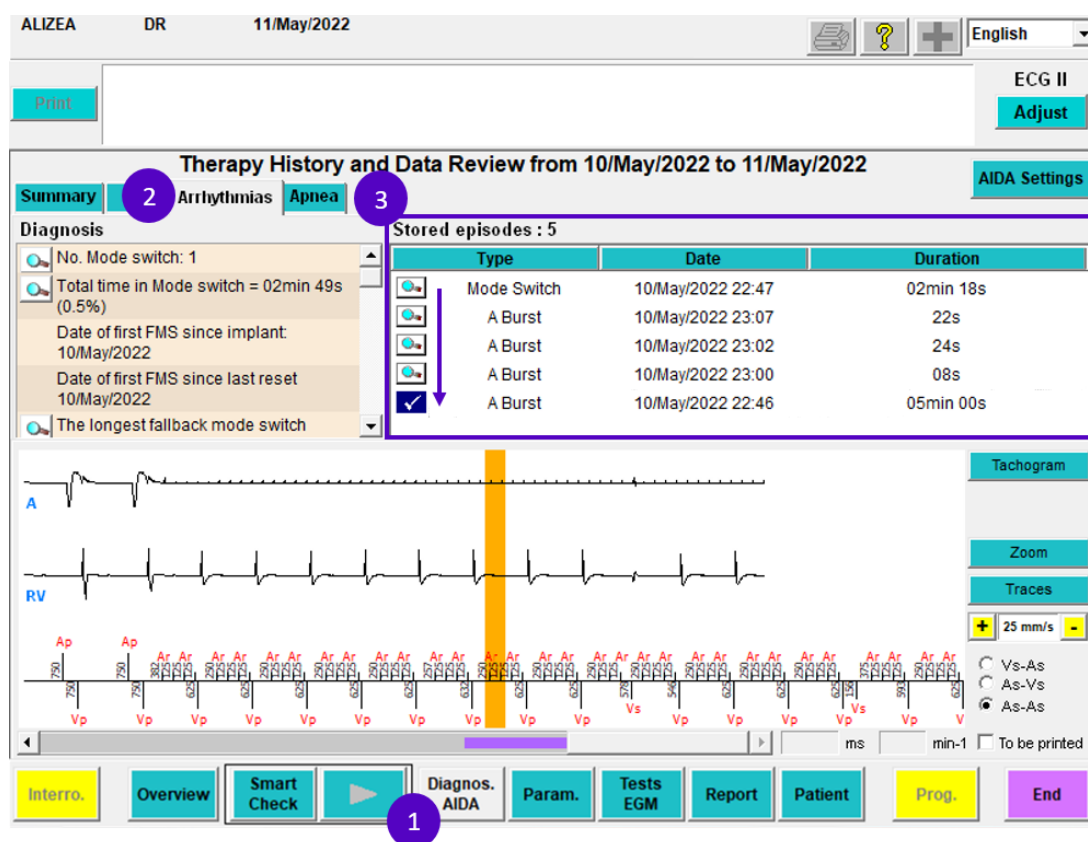 ALIZEA DR 11/May/2022
English
Print
ECG II
Adjust
Therapy History and Data Review from 10/May/2022 to 11/May/2022
AIDA Settings
Summary 2 Arrhythmias Apnea 3
Diagnosis
No. Mode switch: 1
Total time in Mode switch = 02min 49s
(0.5%)
Date of first FMS since implant:
10/May/2022
Date of first FMS since last reset
10/May/2022
The longest fallback mode switch
Stored episodes : 5
Type Date Duration
Mode Switch 10/May/2022 22:47 02min 18s
A Burst 10/May/2022 23:07 22s
A Burst 10/May/2022 23:02 24s
A Burst 10/May/2022 23:00 08s
A Burst 10/May/2022 22:46 05min 00s
Tachogram
A
Zoom
RV
Traces
+ 25 mm/s -
Ap Ap Ar Ar Ar Ar Ar Ar Ar Ar
Vs-As
As-Vs
As-As
Vp Vp Vp Vp Vp Vp Vp Vp Vp Vp Vs Vp Vp Vp Vs Vp V
ms min-1 To be printed
Interro. Overview Smart Check Diagnos. AIDA Param. Tests EGM Report Patient Prog. End
1